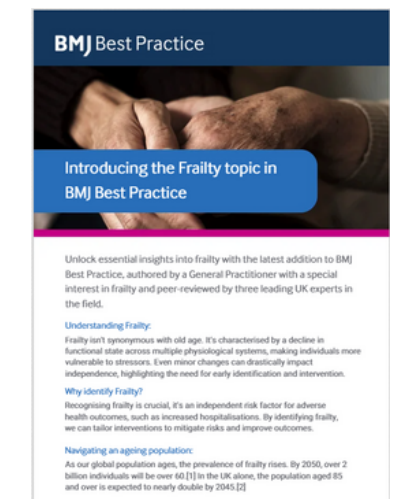 BMJ Best Practice
Introducing the Frailty topic in
BMJ Best Practice
Unlock essential insights into frailty with the latest addition to BMJ
Best Practice, authored by a General Practitioner with a special
interest in frailty and peer-reviewed by three leading UK experts in
the field.
Understanding Frailty:
Frailty isn't synonymous with old age. It's characterised by a decline in
functional state across multiple physiological systems, making individuals more
vulnerable to stressors. Even minor changes can drastically impact
independence, highlighting the need for early identification and intervention.
Why identify Frailty?
Recognising frailty is crucial, it's an independent risk factor for adverse
health outcomes, such as increased hospitalisations. By identifying frailty,
we can tailor interventions to mitigate risks and improve outcomes.
Navigating an ageing population:
As our global population ages, the prevalence of frailty rises. By 2050, over 2
billion individuals will be over 60.[1] In the UK alone, the population aged 85
and over is expected to nearly double by 2045.[2]